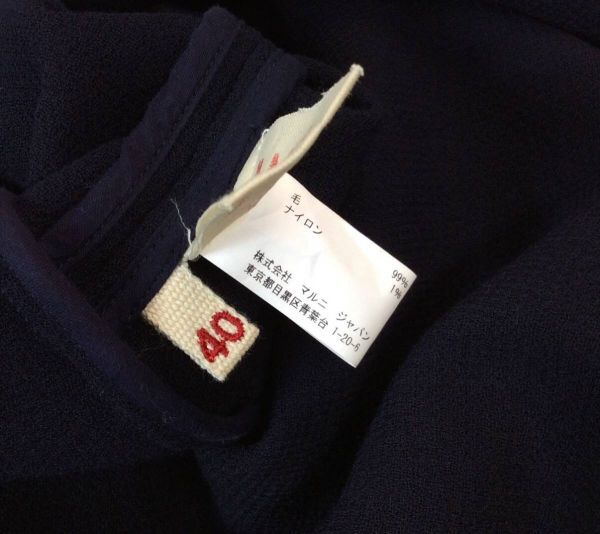 毛 99%
ナイロン 1%
株式会社 マルニ ジャパン
東京都目黒区青葉台 1-20-6
40